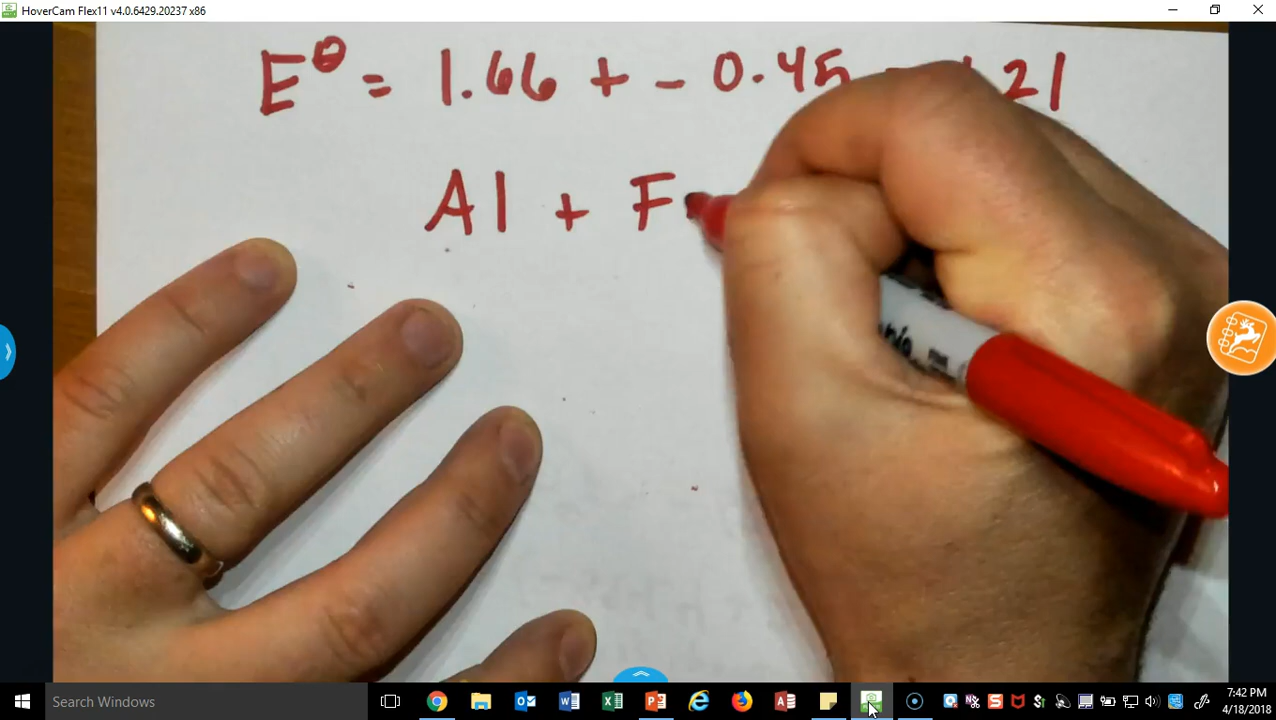 HoverCam Flex11 v4.0.6429.20237 x86
E⊖ = 1.66 + - 0.45 21
Al + F
Search Windows
7:42 PM
4/18/2018